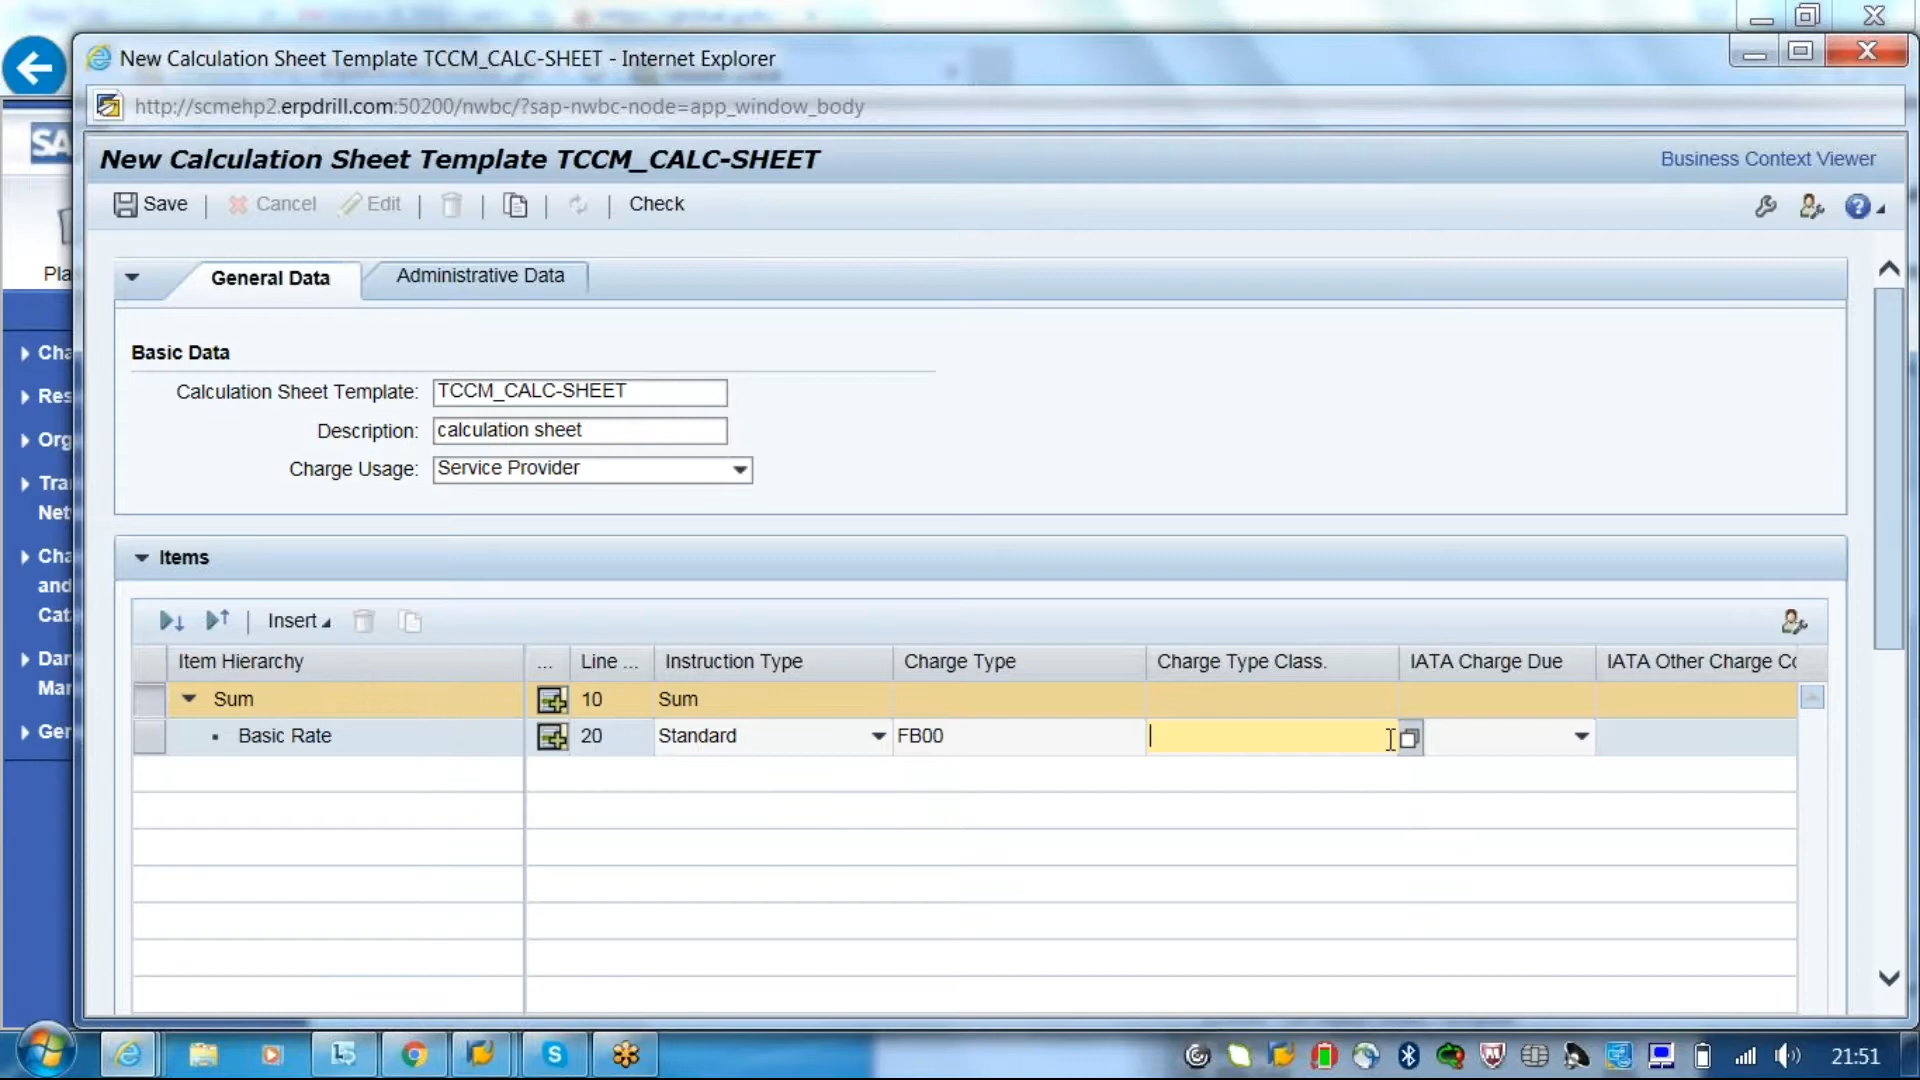 New Calculation Sheet Template TCCM_CALC-SHEET - Internet Explorer
http://scmehp2.erpdrill.com:50200/nwbc/?sap-nwbc-node=app_window_body
SA
New Calculation Sheet Template TCCM_CALC-SHEET
Business Context Viewer
Save
Cancel
Edit
Check
Pla
General Data
Administrative Data
Basic Data
Calculation Sheet Template: TCCM_CALC-SHEET
Description: calculation sheet
Charge Usage: Service Provider
Cha
Res
Org
Tra
Net
Cha
and
Cat
Dan
Mar
Ger
Items
Insert
Item Hierarchy ... Line ... Instruction Type Charge Type Charge Type Class. IATA Charge Due IATA Other Charge Co
Sum 10 Sum
Basic Rate 20 Standard FB00
21:51